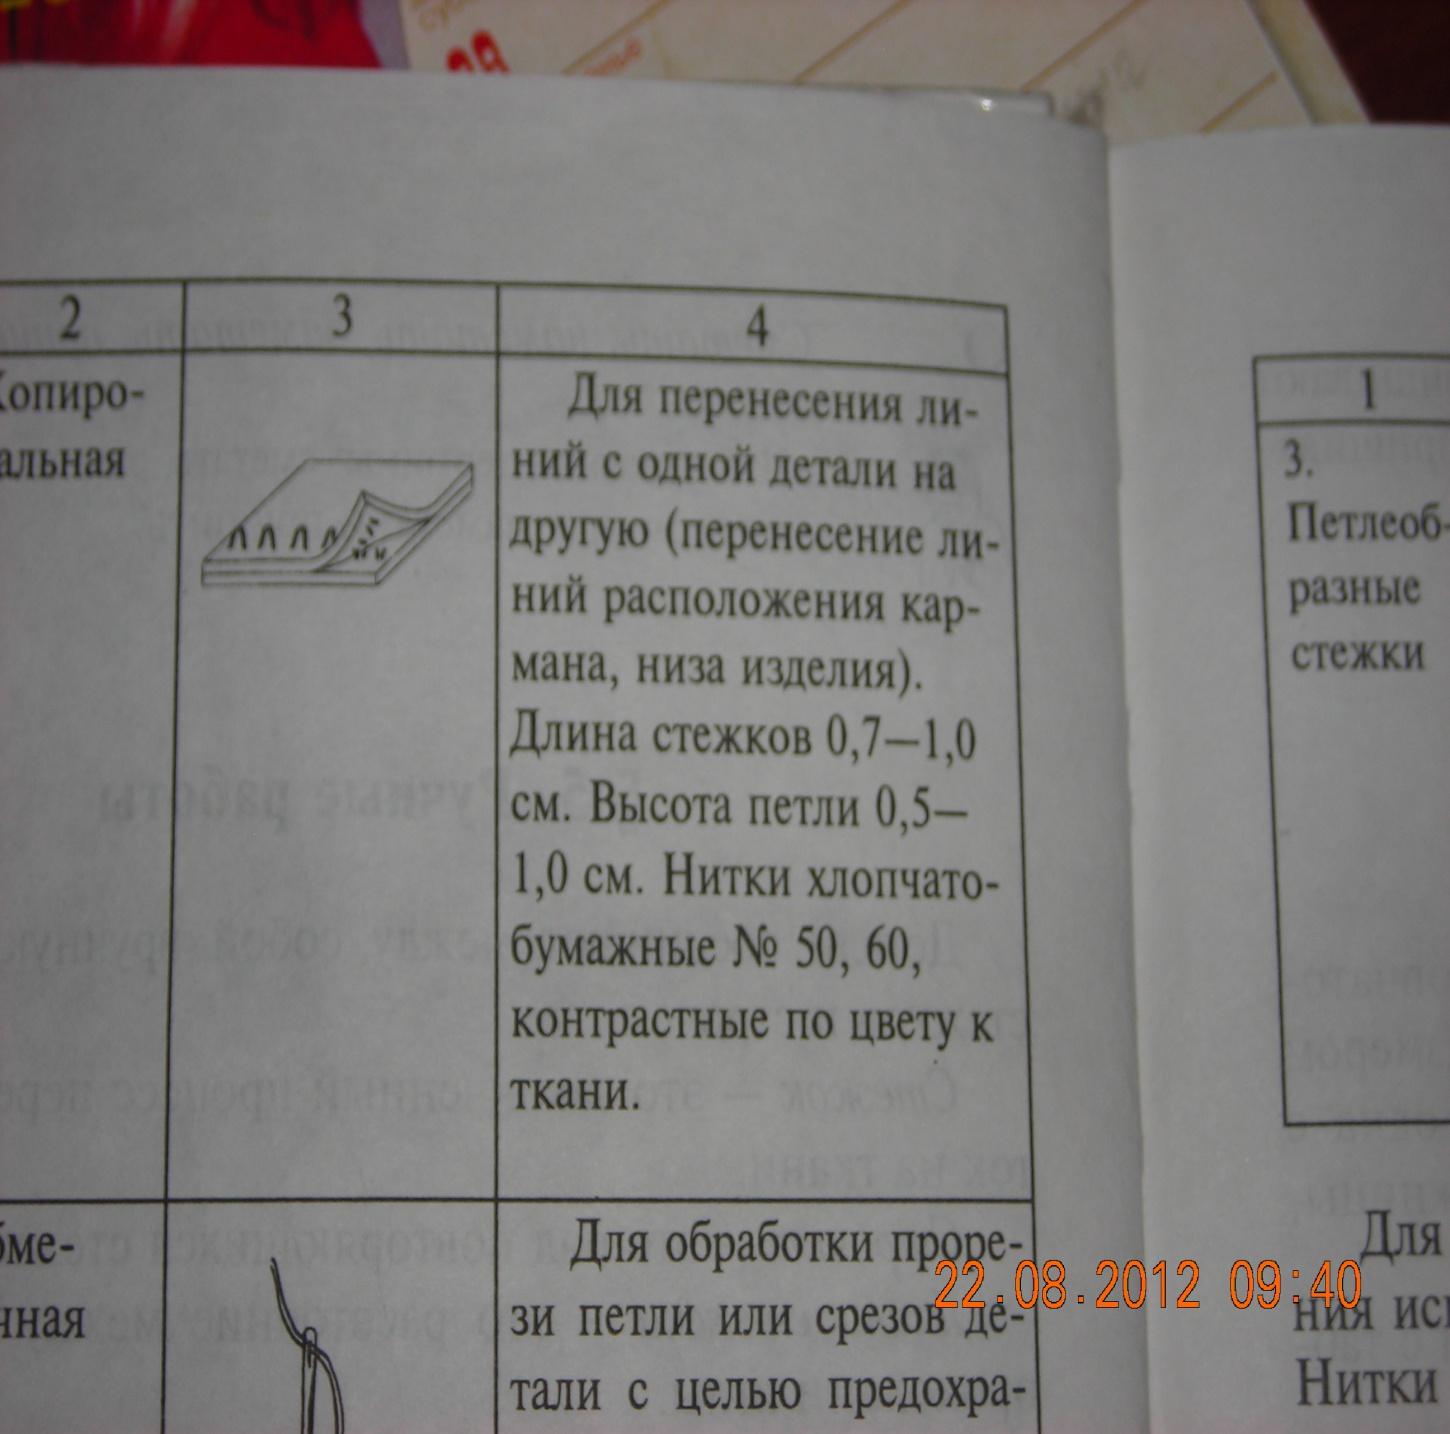 2 3 4
Копиро-
альная
Для перенесения ли-
ний с одной детали на
другую (перенесение ли-
ний расположения кар-
мана, низа изделия).
Длина стежков 0,7—1,0
см. Высота петли 0,5—
1,0 см. Нитки хлопчато-
бумажные № 50, 60,
контрастные по цвету к
ткани.
бме-
чная
Для обработки проре-
зи петли или срезов де-
тали с целью предохра-
1
3.
Петлеоб-
разные
стежки
Для
ния исп
Нитки
22.08.2012 09:40